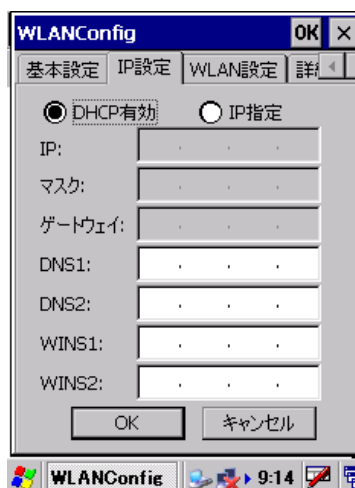 WLANConfig OK ×
基本設定 IP設定 WLAN設定 詳
DHCP有効 IP指定
IP:
マスク:
ゲートウェイ:
DNS1:
DNS2:
WINS1:
WINS2:
OK キャンセル
WLANConfig 9:14